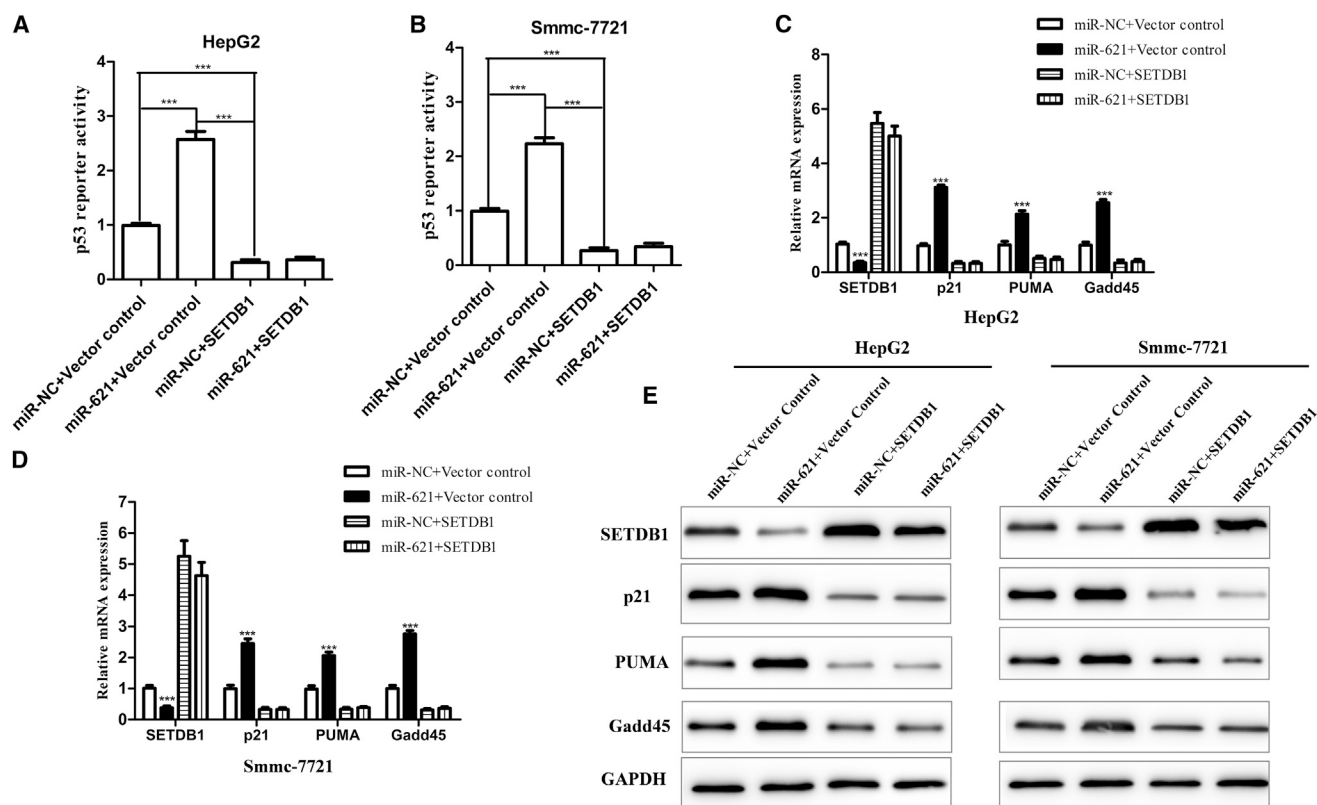 A
HepG2
p53 reporter activity
4
3
2
1
0
***
***
***
miR-NC+Vector control
miR-621+Vector control
miR-NC+SETDB1
miR-621+SETDB1
B
Smmc-7721
p53 reporter activity
4
3
2
1
0
***
***
***
miR-NC+Vector control
miR-621+Vector control
miR-NC+SETDB1
miR-621+SETDB1
C
miR-NC+Vector control
miR-621+Vector control
miR-NC+SETDB1
miR-621+SETDB1
Relative mRNA expression
8
6
4
2
0
***
***
***
***
SETDB1 p21 PUMA Gadd45
HepG2
D
miR-NC+Vector control
miR-621+Vector control
miR-NC+SETDB1
miR-621+SETDB1
Relative mRNA expression
7
6
5
4
3
2
1
0
***
***
***
***
SETDB1 p21 PUMA Gadd45
Smmc-7721
E
HepG2 Smmc-7721
miR-NC+Vector Control
miR-621+Vector Control
miR-NC+SETDB1
miR-621+SETDB1
miR-NC+Vector Control
miR-621+Vector Control
miR-NC+SETDB1
miR-621+SETDB1
SETDB1
p21
PUMA
Gadd45
GAPDH